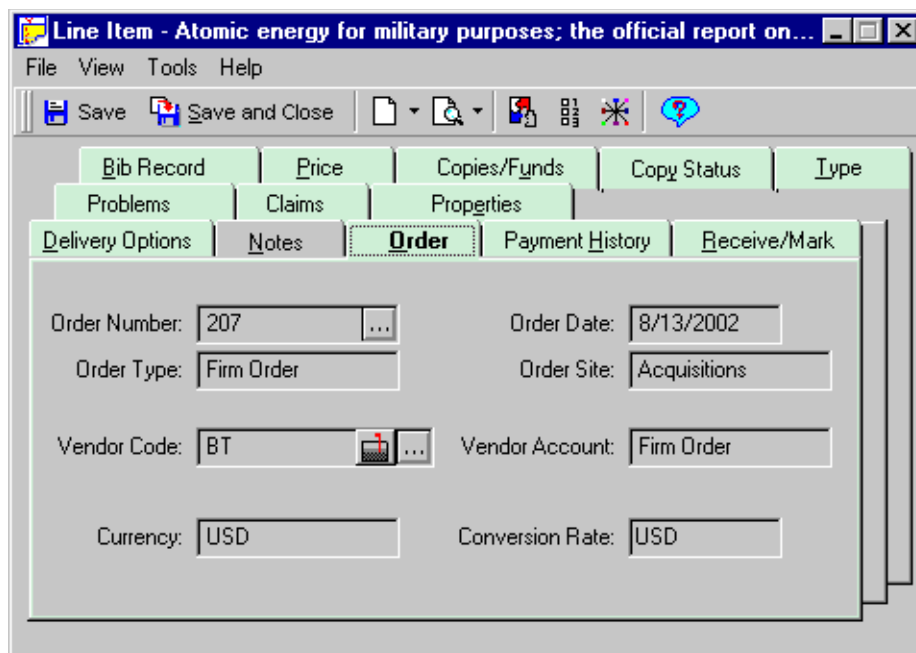 Line Item - Atomic energy for military purposes; the official report on...
File View Tools Help
Save Save and Close
Bib Record Price Copies/Funds Copy Status Type
Problems Claims Properties
Delivery Options Notes Order Payment History Receive/Mark
Order Number: 207 ... Order Date: 8/13/2002
Order Type: Firm Order Order Site: Acquisitions
Vendor Code: BT ... Vendor Account: Firm Order
Currency: USD Conversion Rate: USD